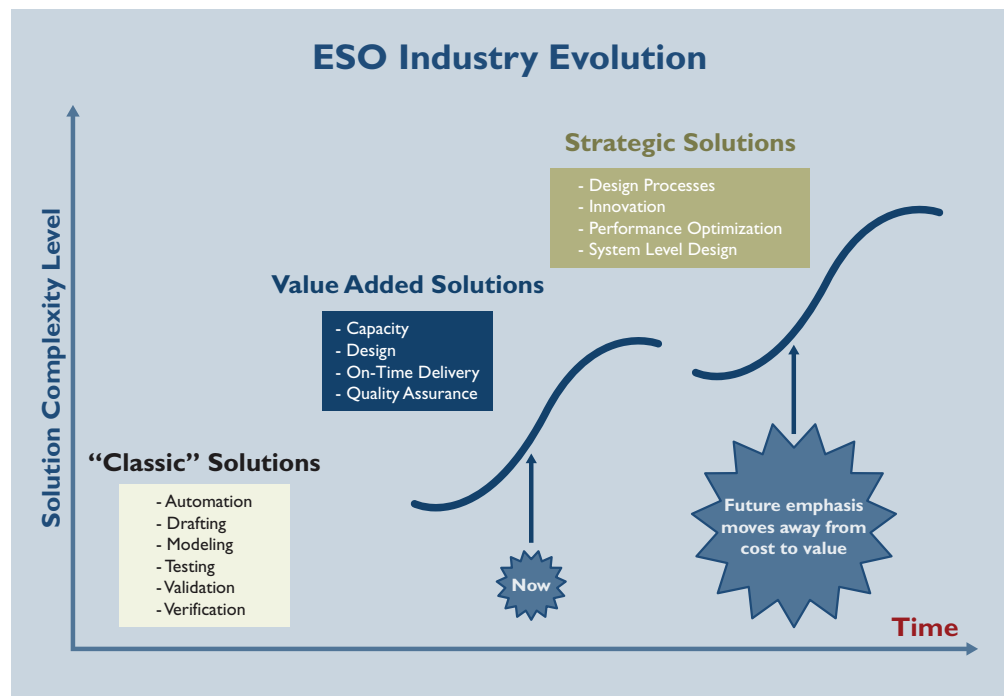 ESO Industry Evolution
Solution Complexity Level
Strategic Solutions
- Design Processes
- Innovation
- Performance Optimization
- System Level Design
Value Added Solutions
- Capacity
- Design
- On-Time Delivery
- Quality Assurance
“Classic” Solutions
- Automation
- Drafting
- Modeling
- Testing
- Validation
- Verification
Now
Future emphasis
moves away from
cost to value
Time